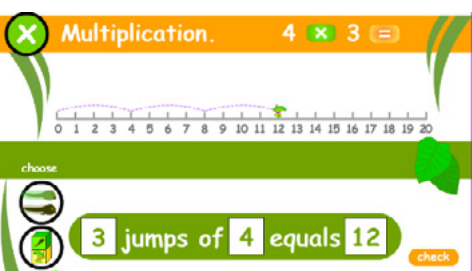 Multiplication. 4 × 3 =
0 1 2 3 4 5 6 7 8 9 10 11 12 13 14 15 16 17 18 19 20
choose
3 jumps of 4 equals 12
check